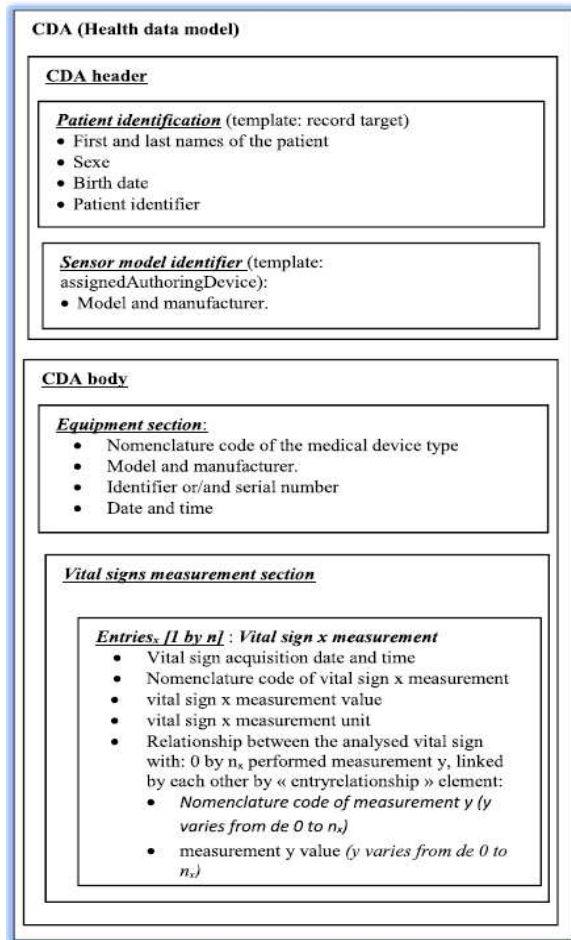 CDA (Health data model)
CDA header
Patient identification (template: record target)
• First and last names of the patient
• Sexe
• Birth date
• Patient identifier
Sensor model identifier (template:
assignedAuthoringDevice):
• Model and manufacturer.
CDA body
Equipment section:
• Nomenclature code of the medical device type
• Model and manufacturer.
• Identifier or/and serial number
• Date and time
Vital signs measurement section
Entriesₓ [1 by n] : Vital sign x measurement
• Vital sign acquisition date and time
• Nomenclature code of vital sign x measurement
• vital sign x measurement value
• vital sign x measurement unit
• Relationship between the analysed vital sign
with: 0 by nₓ performed measurement y, linked
by each other by « entryrelationship » element:
• Nomenclature code of measurement y (y
varies from de 0 to nₓ)
• measurement y value (y varies from de 0 to
nₓ)